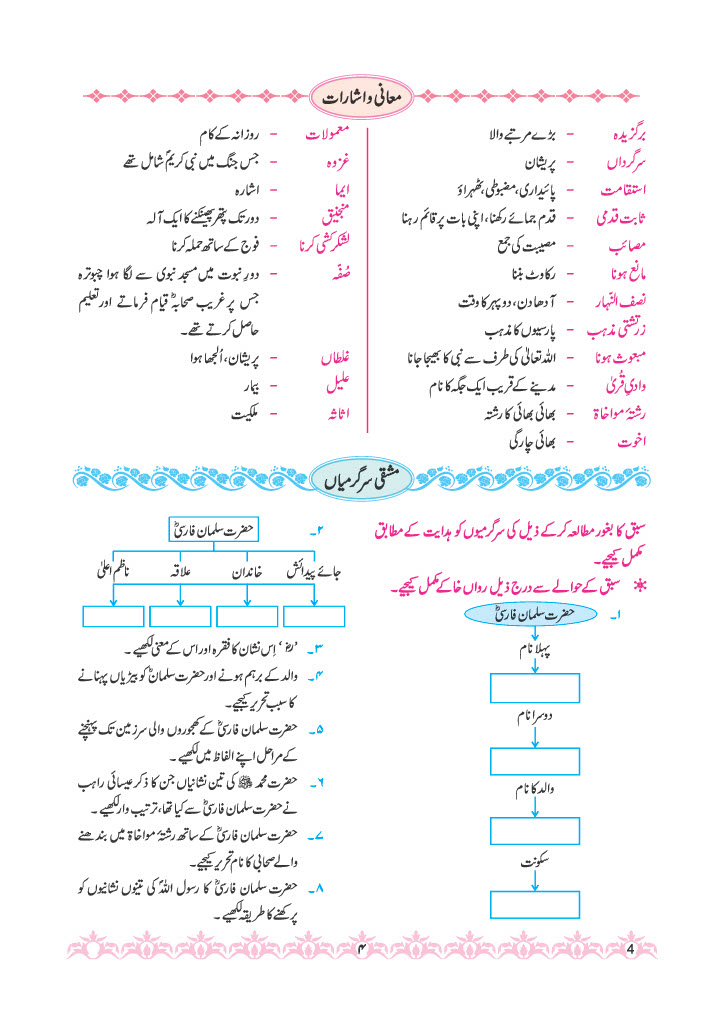 معانی و اشارات
برگزیدہ – بڑے مرتبے والا
سرگرداں – پریشان
استقامت – پائیداری، مضبوطی، ٹھہراؤ
ثابت قدمی – قدم جمائے رکھنا، اپنی بات پر قائم رہنا
مصائب – مصیبت کی جمع
مانع ہونا – رکاوٹ بننا
نصف النّہار – آدھا دن، دوپہر کا وقت
زرتشتی مذہب – پارسیوں کا مذہب
مبعوث ہونا – اللہ تعالیٰ کی طرف سے نبی کا بھیجا جانا
وادیِ قُریٰ – مدینے کے قریب ایک جگہ کا نام
رشتۂ مواخاۃ – بھائی بھائی کا رشتہ
اخوت – بھائی چارگی
معمولات – روزانہ کے کام
غزوہ – جس جنگ میں نبی کریمؐ شامل تھے
ایما – اشارہ
منجنیق – دور تک پتھر پھینکنے کا ایک آلہ
لشکر کشی کرنا – فوج کے ساتھ حملہ کرنا
صُفّہ – دورِ نبوت میں مسجد نبوی سے لگا ہوا چبوترہ
جس پر غریب صحابہؓ قیام فرماتے اور تعلیم
حاصل کرتے تھے۔
غلطاں – پریشان، اُلجھا ہوا
علیل – بیمار
اثاثہ – ملکیت
مشقی سرگرمیاں
سبق کا بغور مطالعہ کرکے ذیل کی سرگرمیوں کو ہدایت کے مطابق
مکمل کیجیے۔
* سبق کے حوالے سے درج ذیل رواں خاکے مکمل کیجیے۔
۱۔ حضرت سلمان فارسیؓ
پہلا نام
دوسرا نام
والد کا نام
سکونت
۲۔ حضرت سلمان فارسیؓ
جائے پیدائش خاندان علاقہ ناظمِ اعلیٰ
۳۔ ’ ؓ ‘ اِس نشان کا فقرہ اور اس کے معنی لکھیے۔
۴۔ والد کے برہم ہونے اور حضرت سلمانؓ کو بیڑیاں پہنانے
کا سبب تحریر کیجیے۔
۵۔ حضرت سلمان فارسیؓ کے کھجوروں والی سرزمین تک پہنچنے
کے مراحل اپنے الفاظ میں لکھیے۔
۶۔ حضرت محمد ﷺ کی تین نشانیاں جن کا ذکر عیسائی راہب
نے حضرت سلمان فارسیؓ سے کیا تھا، ترتیب وار لکھیے۔
۷۔ حضرت سلمان فارسیؓ کے ساتھ رشتۂ مواخاۃ میں بندھنے
والے صحابی کا نام تحریر کیجیے۔
۸۔ حضرت سلمان فارسیؓ کا رسول اللہؐ کی تینوں نشانیوں کو
پرکھنے کا طریقہ لکھیے۔
۴
4